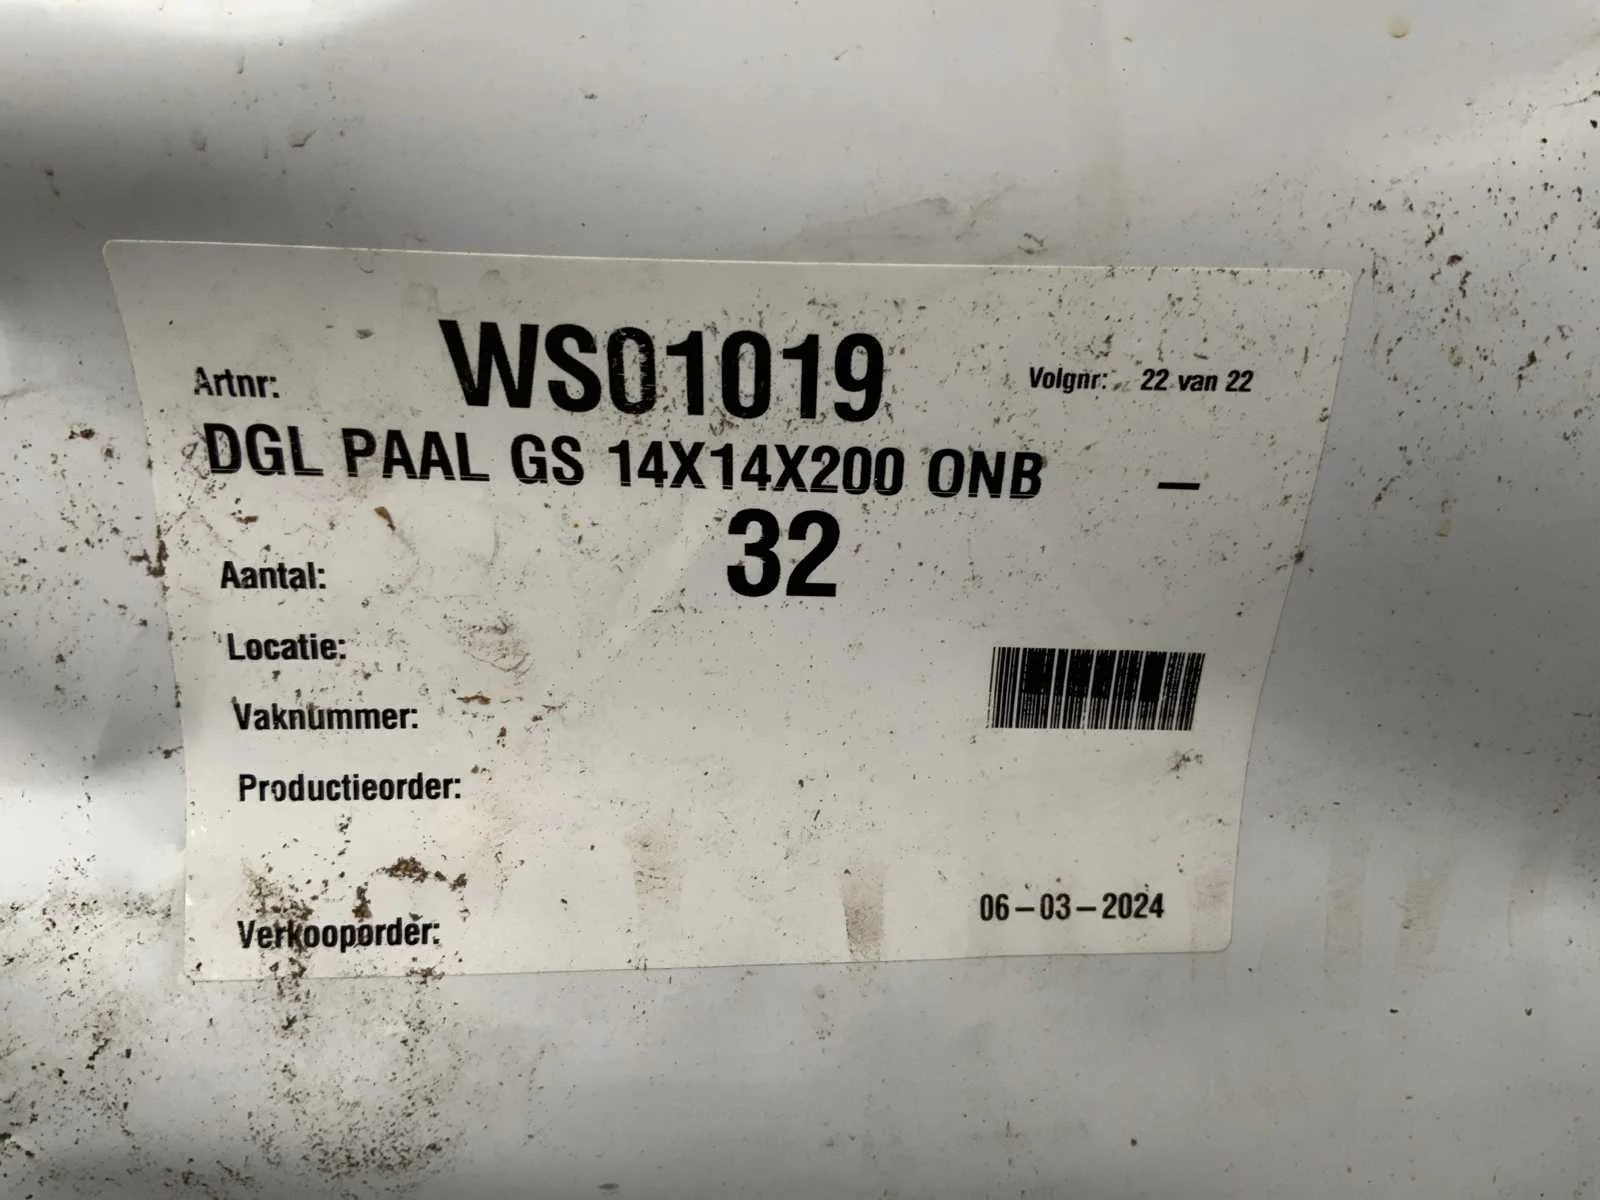 Artnr: WS01019 Volgnr: 22 van 22
DGL PAAL GS 14X14X200 ONB –
Aantal: 32
Locatie:
Vaknummer:
Productieorder:
Verkooporder: 06-03-2024